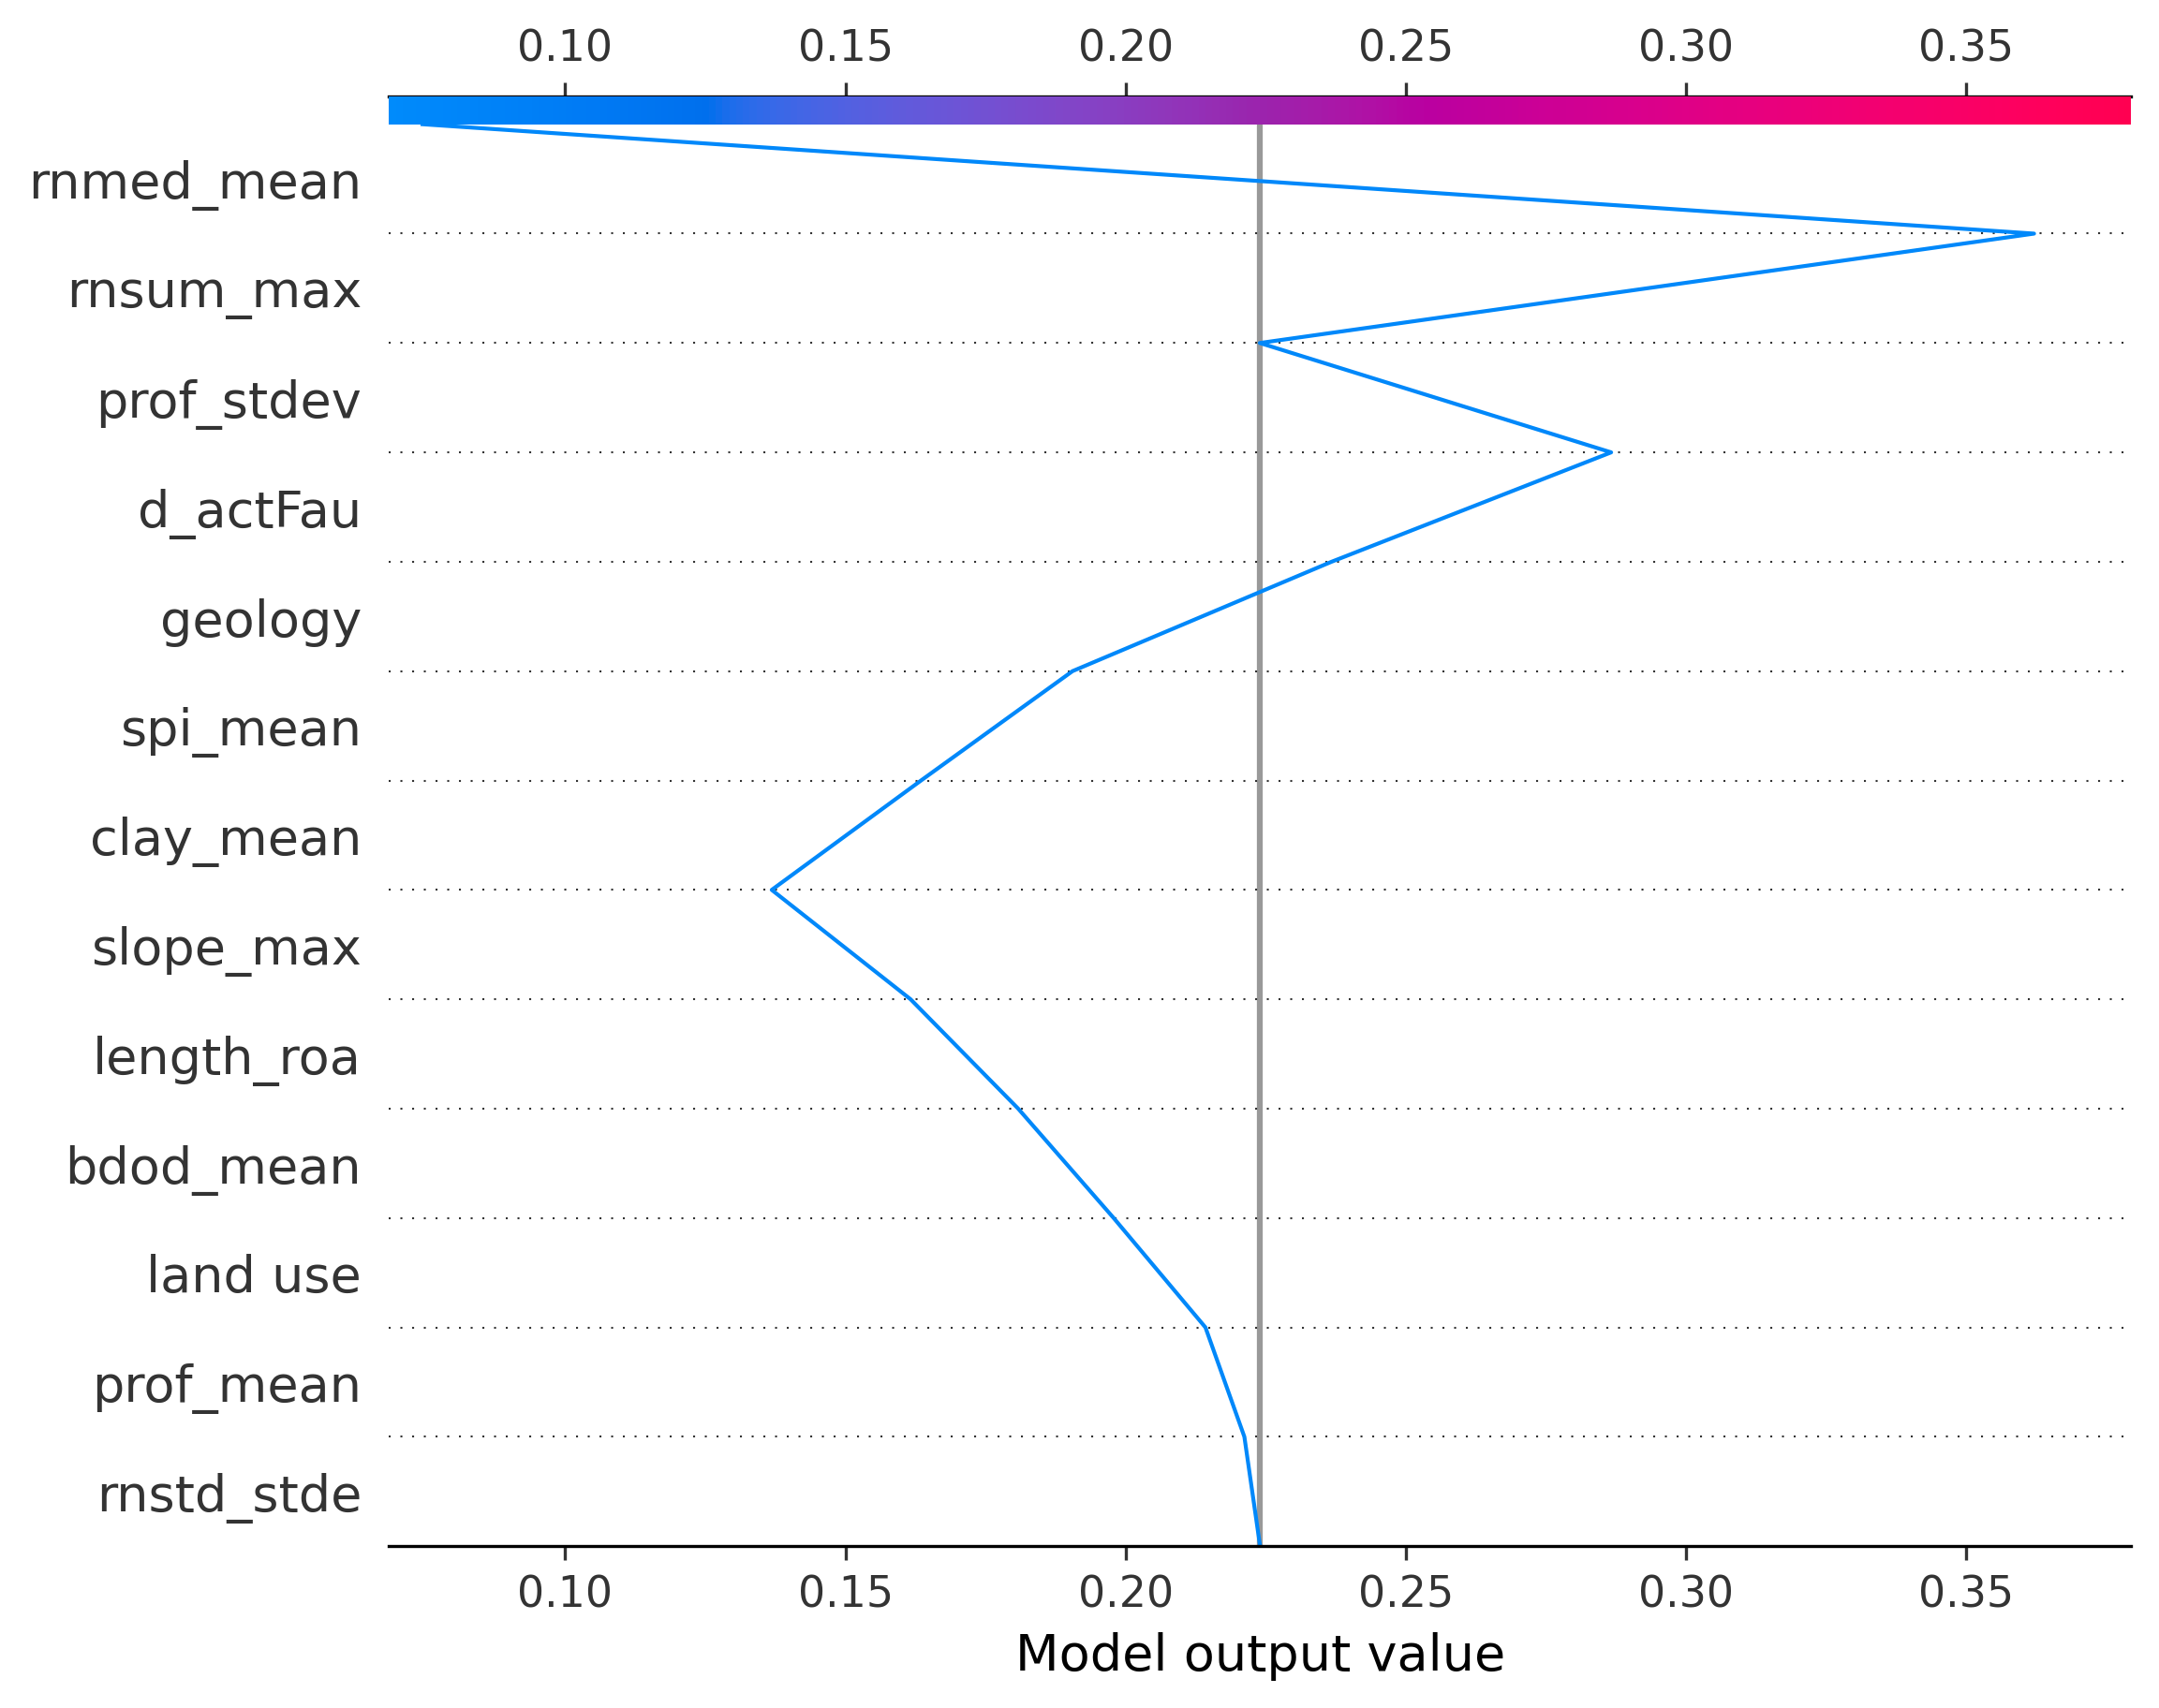 0.10 0.15 0.20 0.25 0.30 0.35
rnmed_mean
rnsum_max
prof_stdev
d_actFau
geology
spi_mean
clay_mean
slope_max
length_roa
bdod_mean
land use
prof_mean
rnstd_stde
0.10 0.15 0.20 0.25 0.30 0.35
Model output value